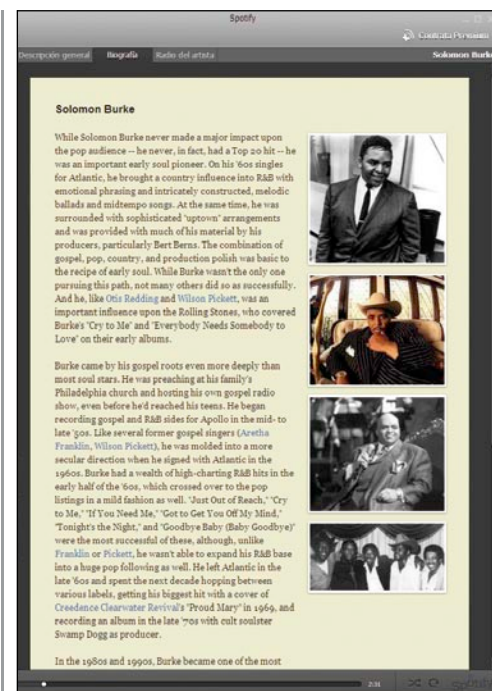 Spotify
Contrata Premium
Descripción general Biografía Radio del artista Solomon Burke
Solomon Burke
While Solomon Burke never made a major impact upon
the pop audience -- he never, in fact, had a Top 20 hit -- he
was an important early soul pioneer. On his '60s singles
for Atlantic, he brought a country influence into R&B with
emotional phrasing and intricately constructed, melodic
ballads and midtempo songs. At the same time, he was
surrounded with sophisticated "uptown" arrangements
and was provided with much of his material by his
producers, particularly Bert Berns. The combination of
gospel, pop, country, and production polish was basic to
the recipe of early soul. While Burke wasn't the only one
pursuing this path, not many others did so as successfully.
And he, like Otis Redding and Wilson Pickett, was an
important influence upon the Rolling Stones, who covered
Burke's "Cry to Me" and "Everybody Needs Somebody to
Love" on their early albums.
Burke came by his gospel roots even more deeply than
most soul stars. He was preaching at his family's
Philadelphia church and hosting his own gospel radio
show, even before he'd reached his teens. He began
recording gospel and R&B sides for Apollo in the mid- to
late '50s. Like several former gospel singers (Aretha
Franklin, Wilson Pickett), he was molded into a more
secular direction when he signed with Atlantic in the
1960s. Burke had a wealth of high-charting R&B hits in the
early half of the '60s, which crossed over to the pop
listings in a mild fashion as well. "Just Out of Reach," "Cry
to Me," "If You Need Me," "Got to Get You Off My Mind,"
"Tonight's the Night," and "Goodbye Baby (Baby Goodbye)"
were the most successful of these, although, unlike
Franklin or Pickett, he wasn't able to expand his R&B base
into a huge pop following as well. He left Atlantic in the
late '60s and spent the next decade hopping between
various labels, getting his biggest hit with a cover of
Creedence Clearwater Revival's "Proud Mary" in 1969, and
recording an album in the late '70s with cult soulster
Swamp Dogg as producer.
In the 1980s and 1990s, Burke became one of the most
2:31
spotify